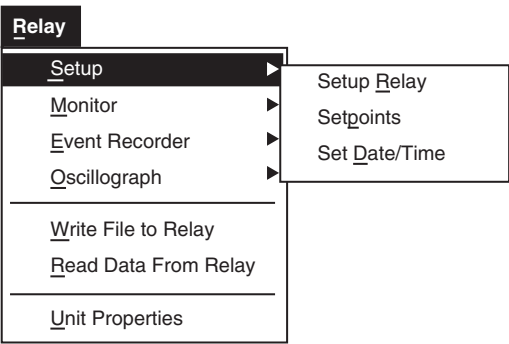 Relay
Setup
Monitor
Event Recorder
Oscillograph
Write File to Relay
Read Data From Relay
Unit Properties
Setup Relay
Setpoints
Set Date/Time